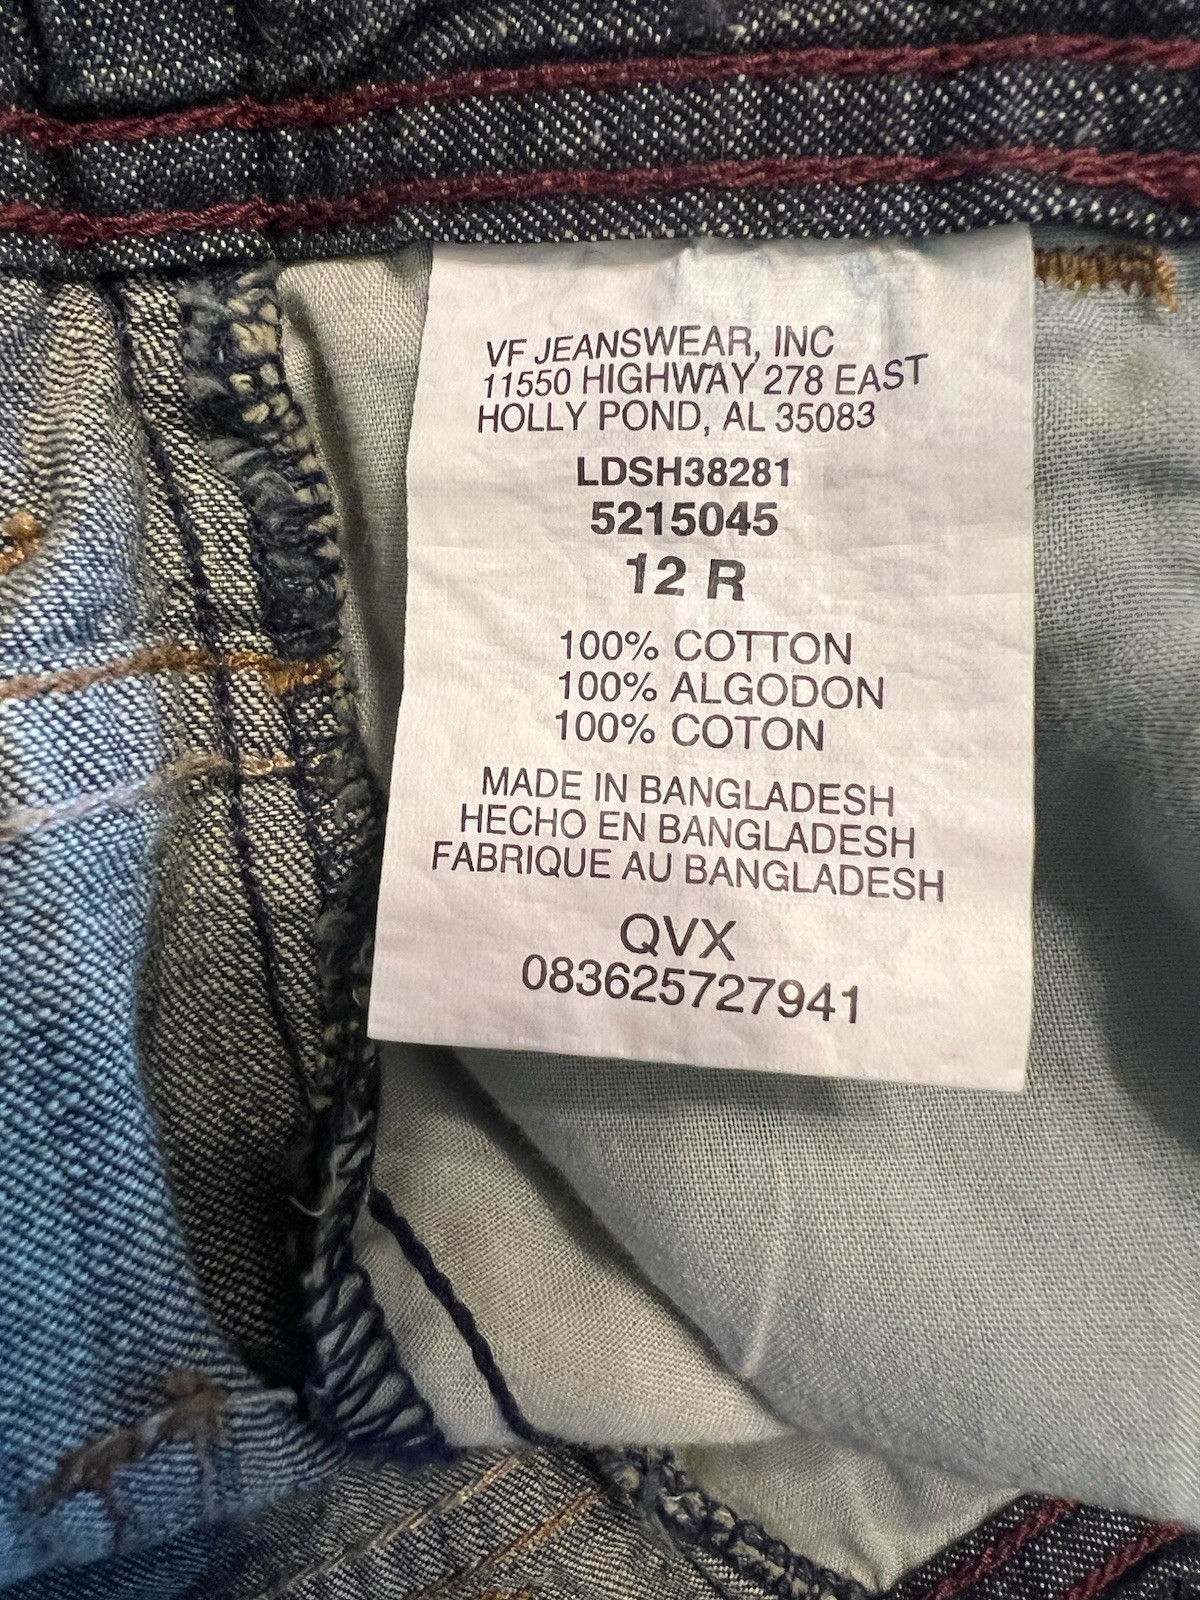 VF JEANSWEAR, INC
11550 HIGHWAY 278 EAST
HOLLY POND, AL 35083
LDSH38281
5215045
12 R
100% COTTON
100% ALGODON
100% COTON
MADE IN BANGLADESH
HECHO EN BANGLADESH
FABRIQUE AU BANGLADESH
QVX
083625727941